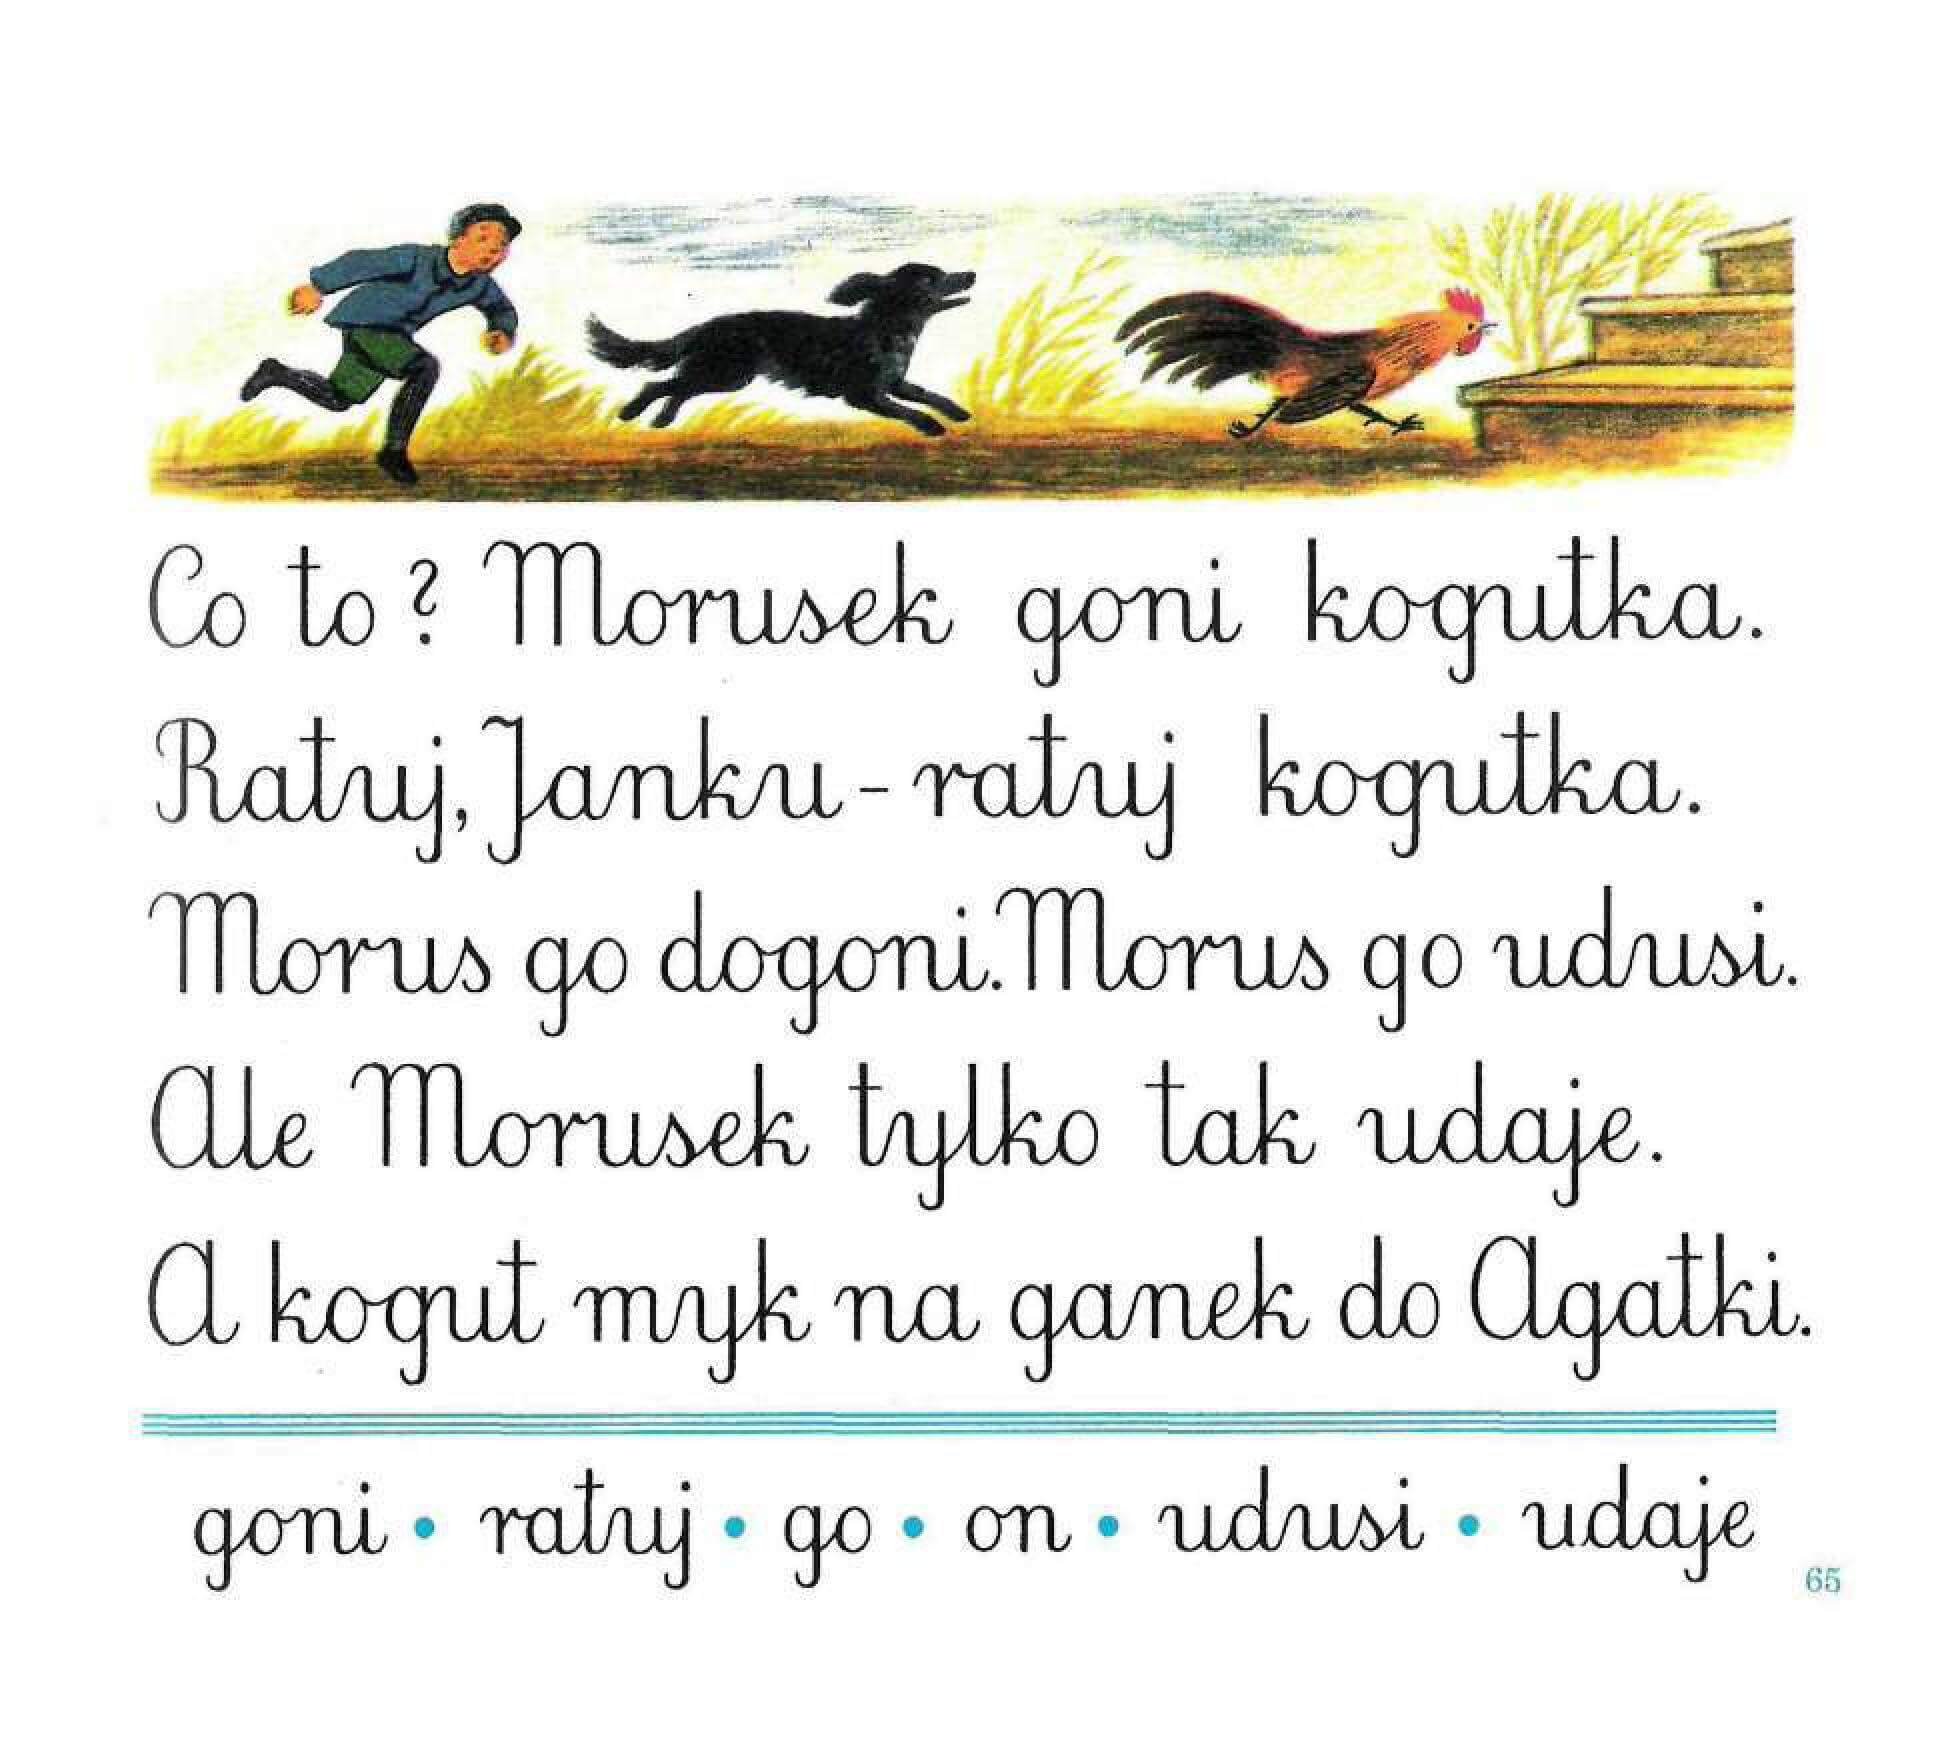 Co to? Morusek goni kogutka.
Ratuj, Janku - ratuj kogutka.
Morus go dogoni. Morus go udusi.
Ale Morusek tylko tak udaje.
A kogut myk na ganek do Agatki.
goni • ratuj • go • on • udusi • udaje
65